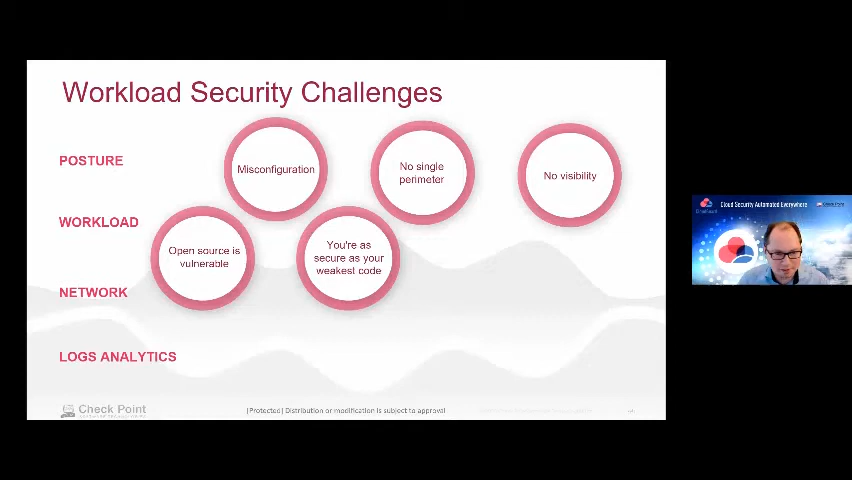 Workload Security Challenges
POSTURE
Misconfiguration
No single
perimeter
No visibility
WORKLOAD
Open source is
vulnerable
You're as
secure as your
weakest code
NETWORK
LOGS ANALYTICS
Check Point
[Protected] Distribution or modification is subject to approval
Cloud Security Automated Everywhere
Check Point